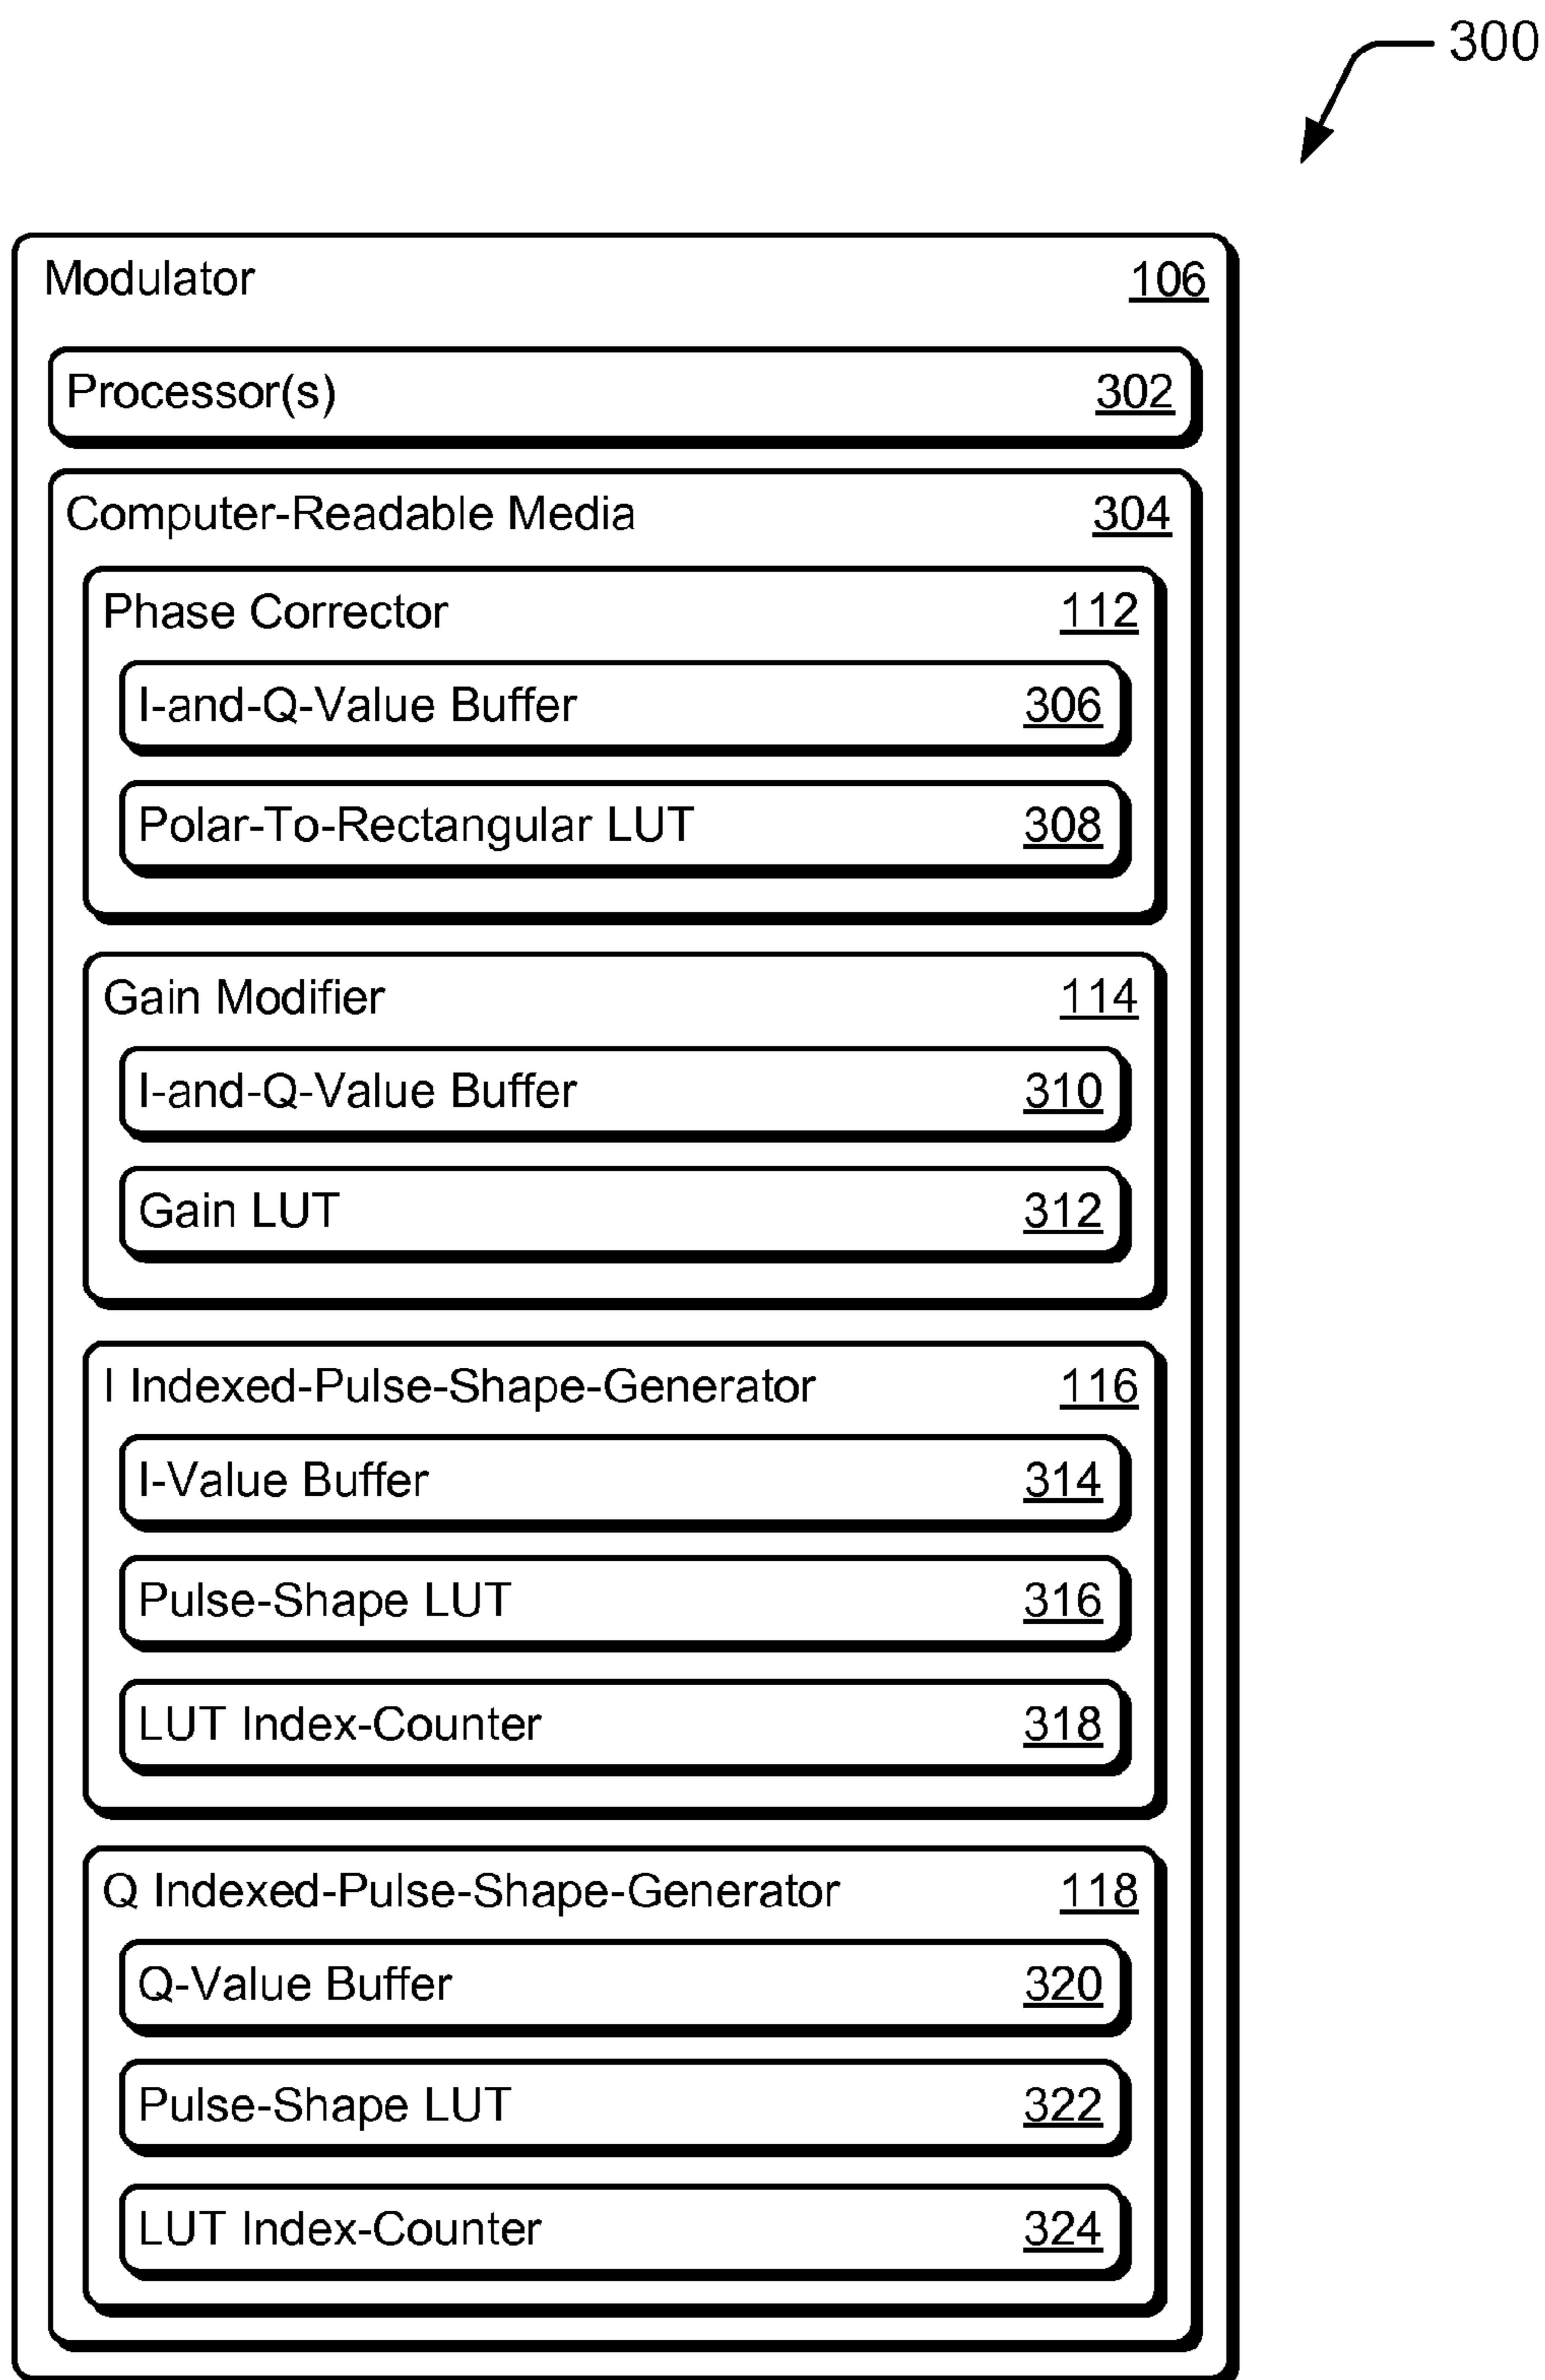 300
Modulator 106
Processor(s) 302
Computer-Readable Media 304
Phase Corrector 112
I-and-Q-Value Buffer 306
Polar-To-Rectangular LUT 308
Gain Modifier 114
I-and-Q-Value Buffer 310
Gain LUT 312
I Indexed-Pulse-Shape-Generator 116
I-Value Buffer 314
Pulse-Shape LUT 316
LUT Index-Counter 318
Q Indexed-Pulse-Shape-Generator 118
Q-Value Buffer 320
Pulse-Shape LUT 322
LUT Index-Counter 324